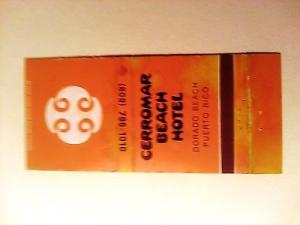 CERROMAR
BEACH
HOTEL
DORADO BEACH
PUERTO RICO
(809) 796-1010